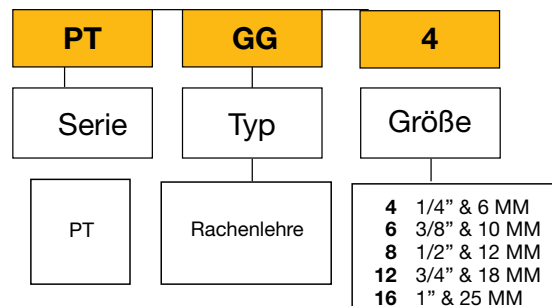 PT GG 4
Serie Typ Größe
PT
Rachenlehre
4 1/4” & 6 MM
6 3/8” & 10 MM
8 1/2” & 12 MM
12 3/4” & 18 MM
16 1” & 25 MM